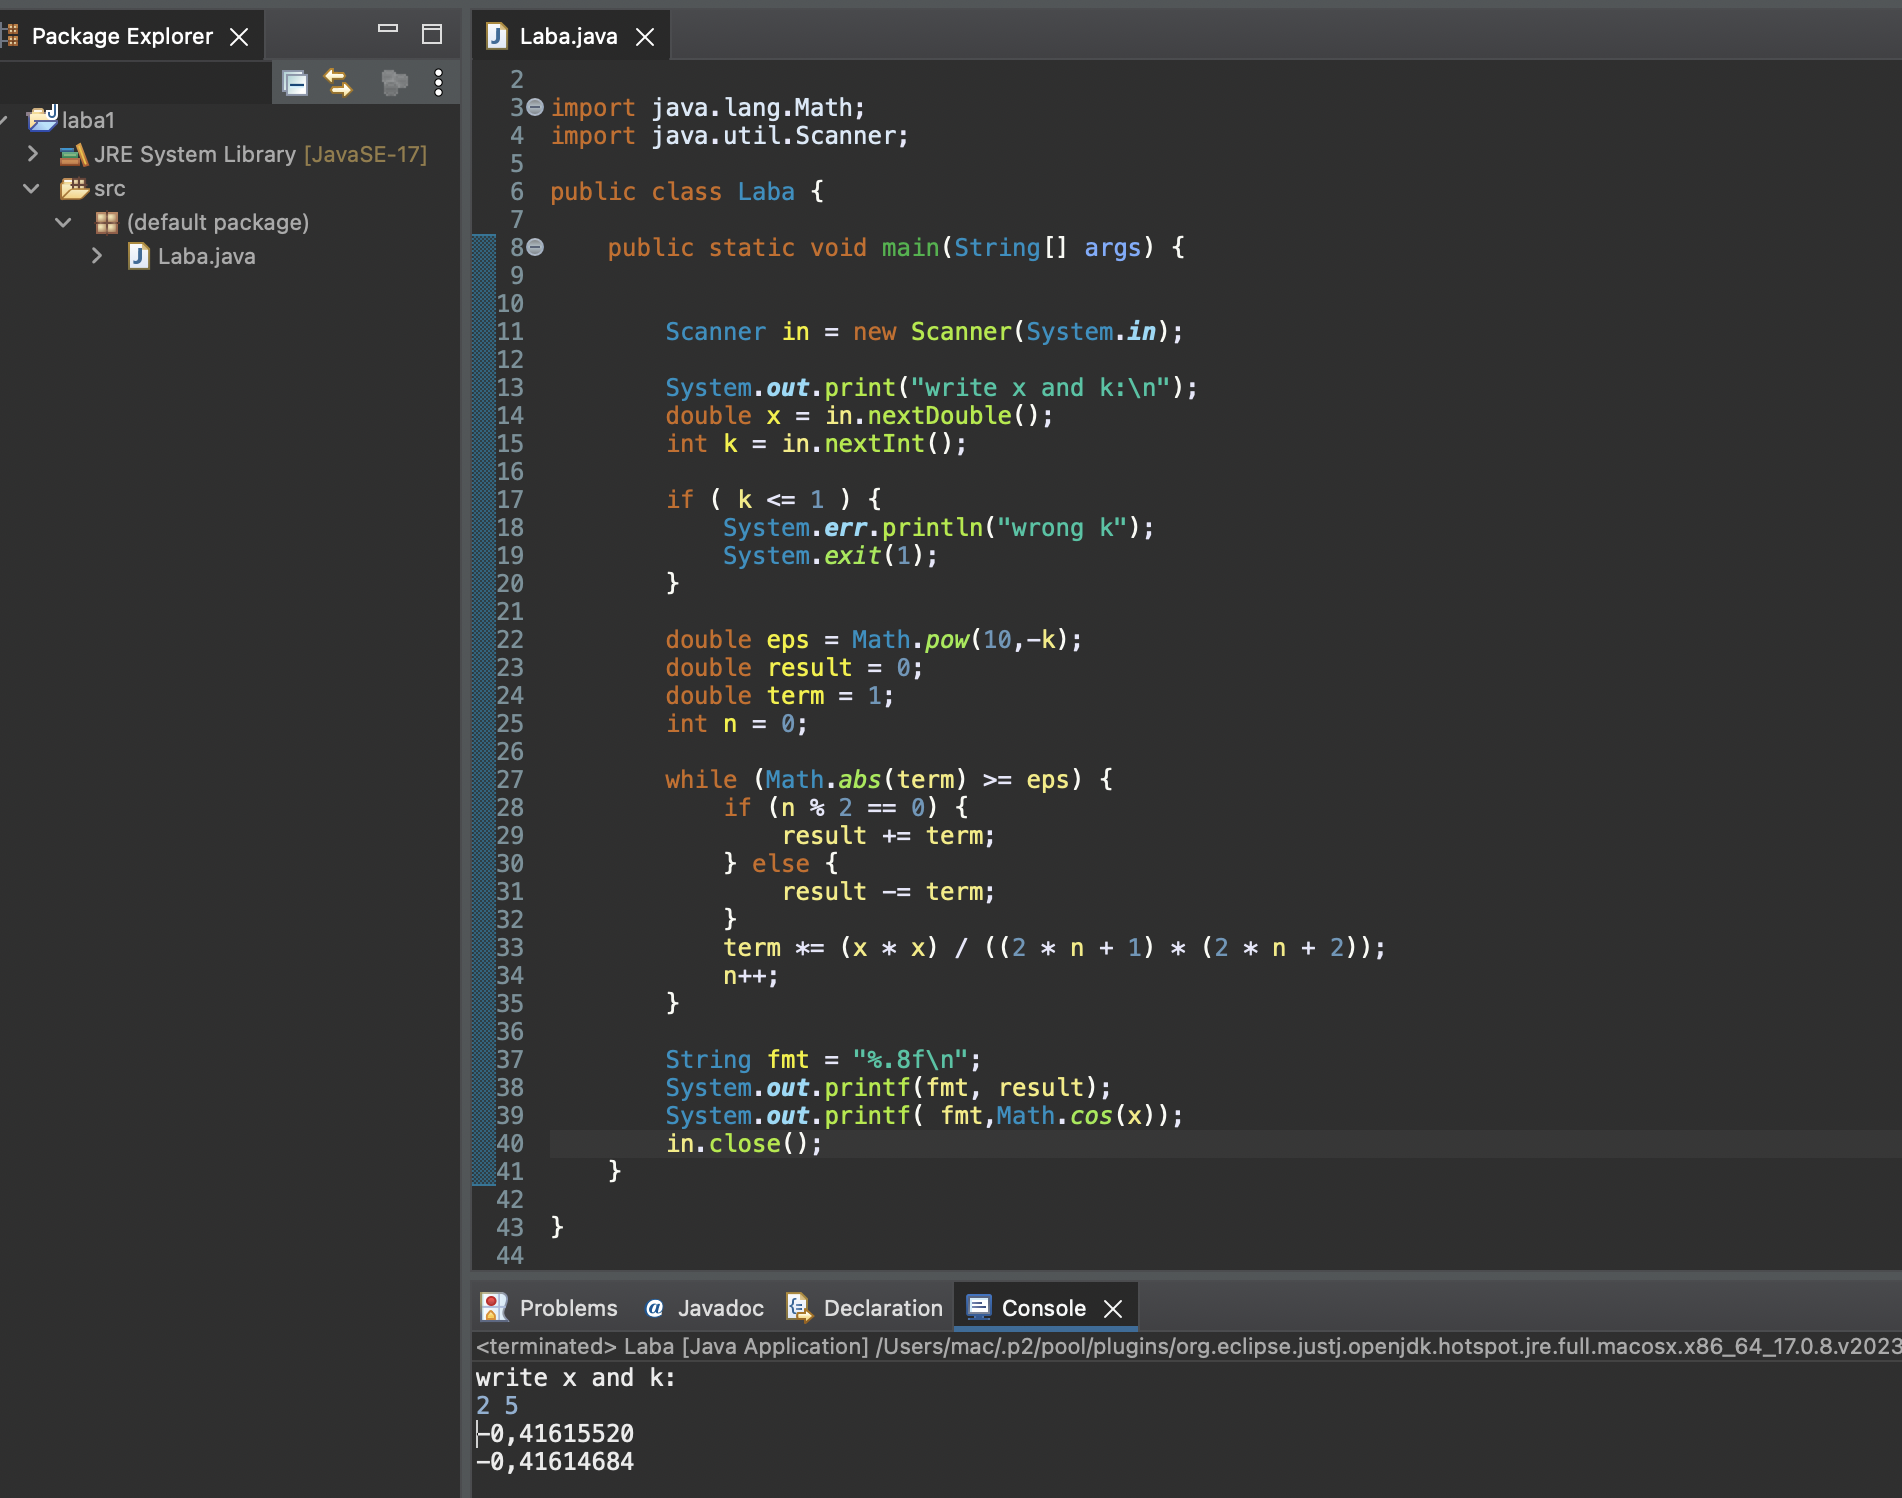 Package Explorer
laba1
JRE System Library [JavaSE-17]
src
(default package)
Laba.java
Laba.java
2
3 import java.lang.Math;
4 import java.util.Scanner;
5
6 public class Laba {
7
8 public static void main(String[] args) {
9
10
11 Scanner in = new Scanner(System.in);
12
13 System.out.print("write x and k:\n");
14 double x = in.nextDouble();
15 int k = in.nextInt();
16
17 if ( k <= 1 ) {
18 System.err.println("wrong k");
19 System.exit(1);
20 }
21
22 double eps = Math.pow(10,-k);
23 double result = 0;
24 double term = 1;
25 int n = 0;
26
27 while (Math.abs(term) >= eps) {
28 if (n % 2 == 0) {
29 result += term;
30 } else {
31 result -= term;
32 }
33 term *= (x * x) / ((2 * n + 1) * (2 * n + 2));
34 n++;
35 }
36
37 String fmt = "%.8f\n";
38 System.out.printf(fmt, result);
39 System.out.printf( fmt,Math.cos(x));
40 in.close();
41 }
42
43 }
44
Problems @ Javadoc Declaration Console
<terminated> Laba [Java Application] /Users/mac/.p2/pool/plugins/org.eclipse.justj.openjdk.hotspot.jre.full.macosx.x86_64_17.0.8.v2023
write x and k:
2 5
-0,41615520
-0,41614684